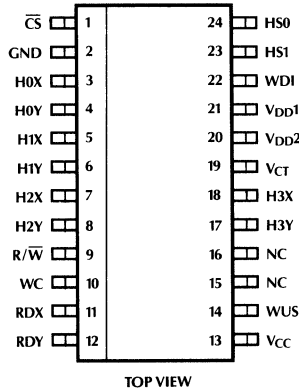 C̅S̅ 1 24 HS0
GND 2 23 HS1
H0X 3 22 WDI
H0Y 4 21 VDD1
H1X 5 20 VDD2
H1Y 6 19 VCT
H2X 7 18 H3X
H2Y 8 17 H3Y
R/W̅ 9 16 NC
WC 10 15 NC
RDX 11 14 WUS
RDY 12 13 VCC
TOP VIEW